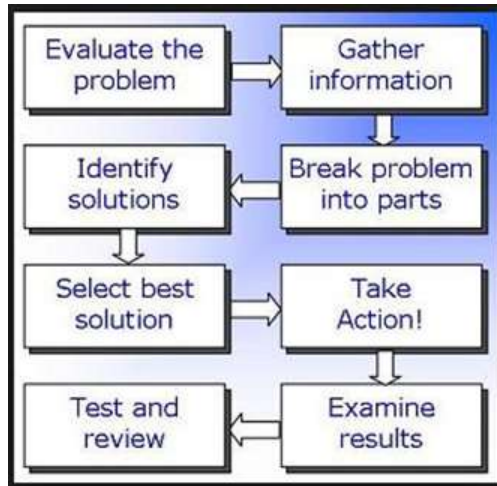 Evaluate the
problem
Gather
information
Break problem
into parts
Identify
solutions
Select best
solution
Take
Action!
Examine
results
Test and
review